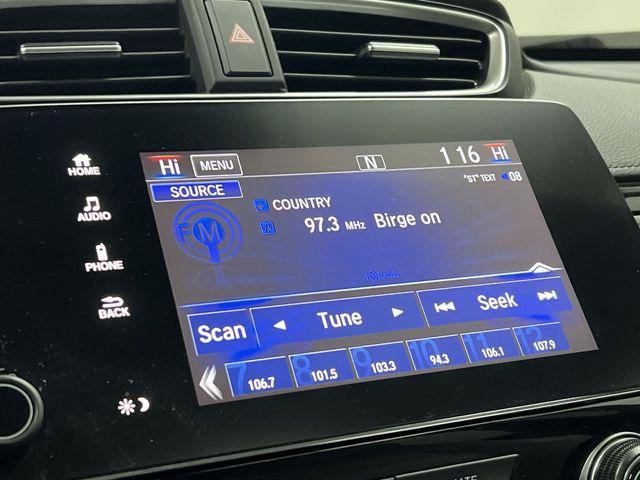 HOME
AUDIO
PHONE
BACK
Hi MENU N 1 16 Hi
SOURCE "ST" TEXT 08
COUNTRY
FM 97.3 MHz Birge on
HD Radio
Scan Tune Seek
7 106.7 8 101.5 9 103.3 10 94.3 11 106.1 12 107.9